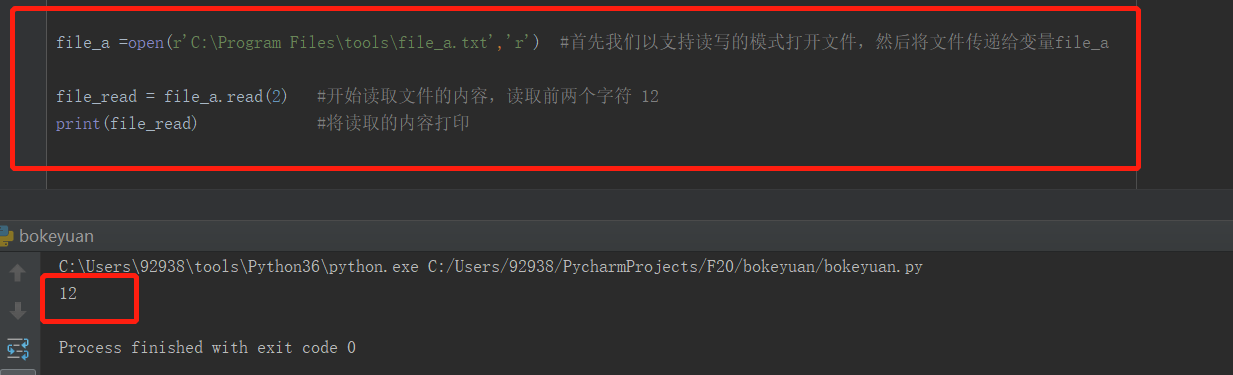 file_a =open(r'C:\Program Files\tools\file_a.txt','r')  #首先我们以支持读写的模式打开文件，然后将文件传递给变量file_a
file_read = file_a.read(2)   #开始读取文件的内容，读取前两个字符 12
print(file_read)            #将读取的内容打印
bokeyuan
C:\Users\92938\tools\Python36\python.exe C:/Users/92938/PycharmProjects/F20/bokeyuan/bokeyuan.py
12
Process finished with exit code 0